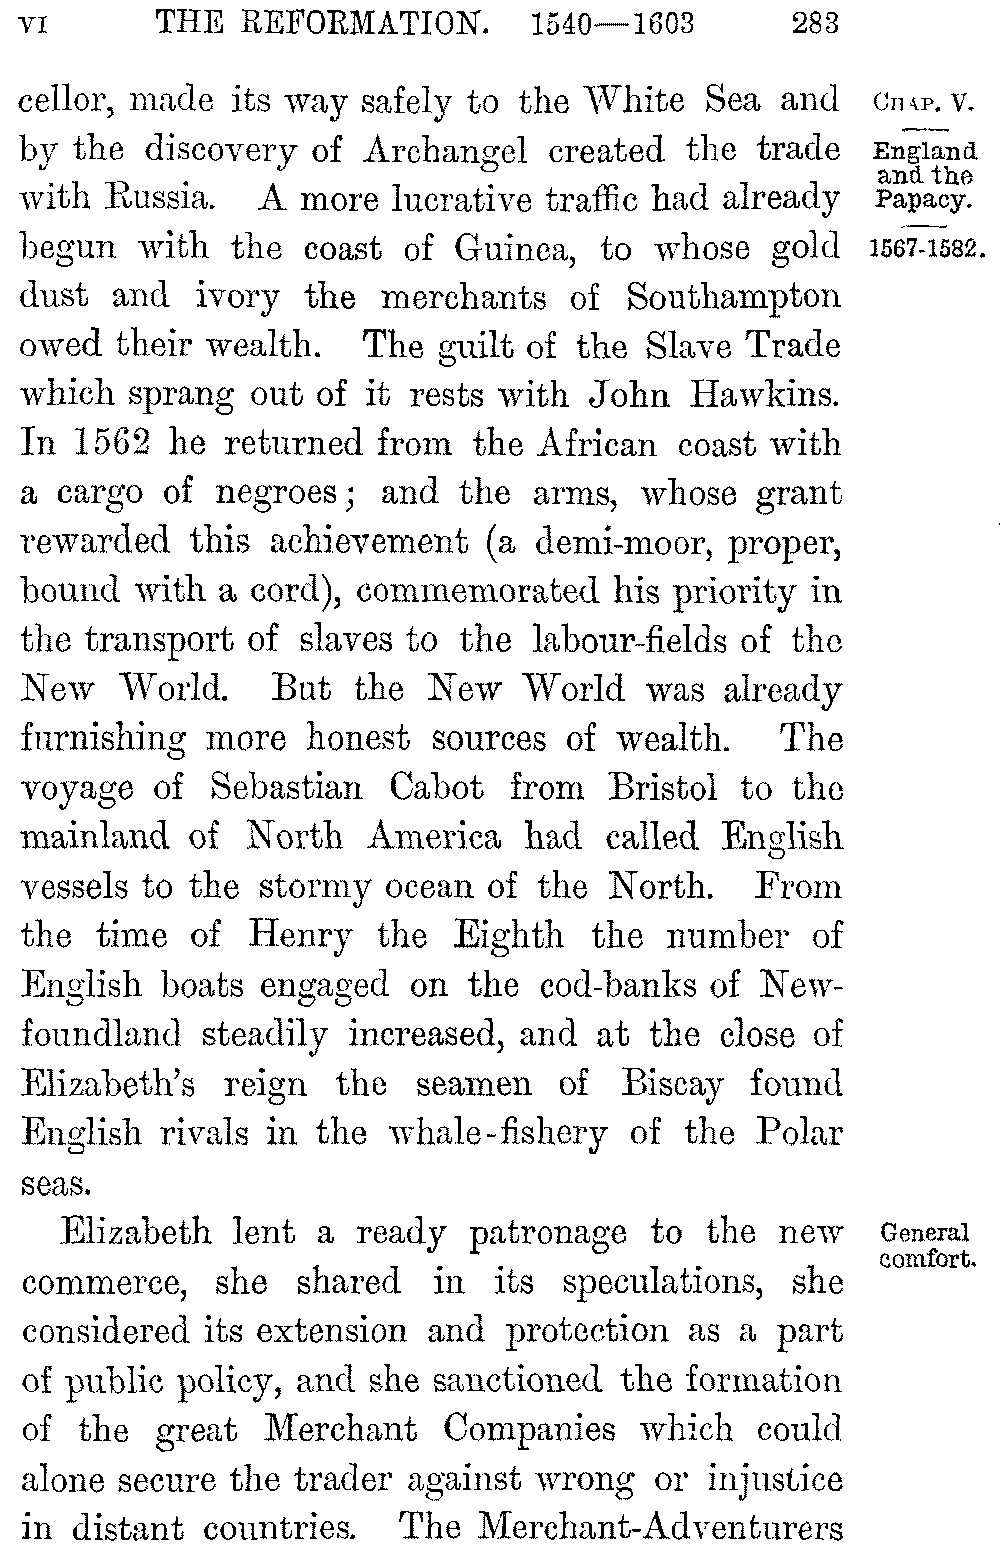 VI THE REFORMATION. 1540—1603 283
cellor, made its way safely to the White Sea and
by the discovery of Archangel created the trade
with Russia. A more lucrative traffic had already
begun with the coast of Guinea, to whose gold
dust and ivory the merchants of Southampton
owed their wealth. The guilt of the Slave Trade
which sprang out of it rests with John Hawkins.
In 1562 he returned from the African coast with
a cargo of negroes; and the arms, whose grant
rewarded this achievement (a demi-moor, proper,
bound with a cord), commemorated his priority in
the transport of slaves to the labour-fields of the
New World. But the New World was already
furnishing more honest sources of wealth. The
voyage of Sebastian Cabot from Bristol to the
mainland of North America had called English
vessels to the stormy ocean of the North. From
the time of Henry the Eighth the number of
English boats engaged on the cod-banks of New-
foundland steadily increased, and at the close of
Elizabeth's reign the seamen of Biscay found
English rivals in the whale-fishery of the Polar
seas.
Elizabeth lent a ready patronage to the new
commerce, she shared in its speculations, she
considered its extension and protection as a part
of public policy, and she sanctioned the formation
of the great Merchant Companies which could
alone secure the trader against wrong or injustice
in distant countries. The Merchant-Adventurers
CHAP. V.
England
and the
Papacy.
1567-1582.
General
comfort.